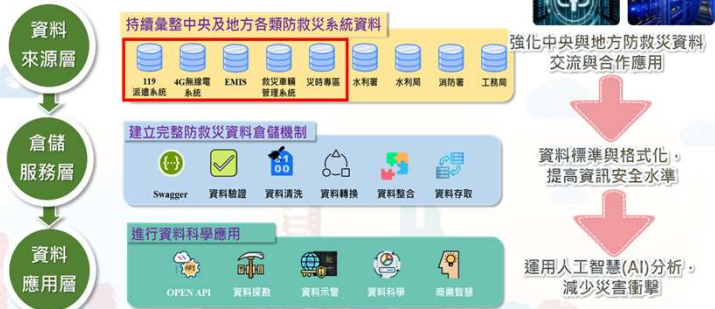 資料
來源層
持續彙整中央及地方各類防救災系統資料
119
派遣系統
4G無線電
系統
EMIS
救災車輛
管理系統
災時專區
水利署
水利局
消防署
工務局
強化中央與地方防救災資料
交流與合作應用
倉儲
服務層
建立完整防救災資料倉儲機制
Swagger
資料驗證
資料清洗
資料轉換
資料整合
資料存取
資料標準與格式化，
提高資訊安全水準
資料
應用層
進行資料科學應用
OPEN API
資料探勘
資料示警
資料科學
商業智慧
運用人工智慧(AI)分析，
減少災害衝擊